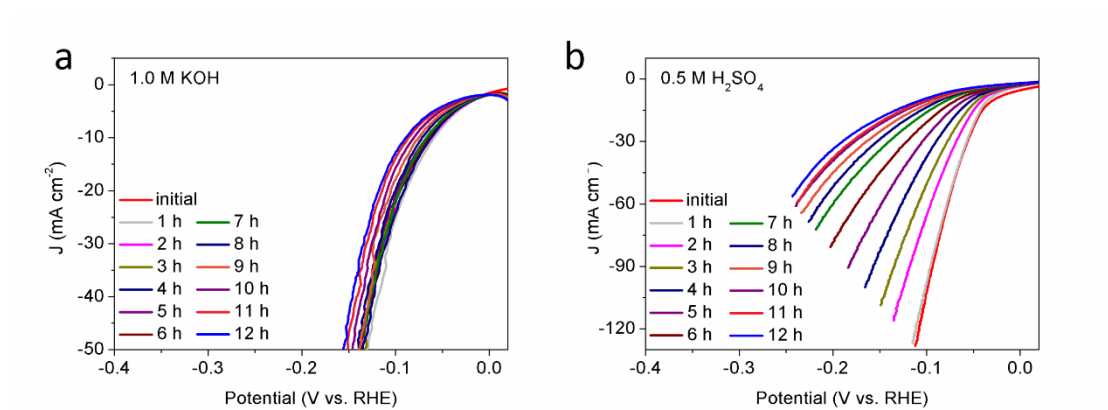 a
b
1.0 M KOH
0.5 M H₂SO₄
0
-10
-20
-30
-40
-50
J (mA cm⁻²)
initial
1 h
2 h
3 h
4 h
5 h
6 h
7 h
8 h
9 h
10 h
11 h
12 h
-0.4
-0.3
-0.2
-0.1
0.0
Potential (V vs. RHE)
0
-30
-60
-90
-120
J (mA cm⁻
initial
1 h
2 h
3 h
4 h
5 h
6 h
7 h
8 h
9 h
10 h
11 h
12 h
-0.4
-0.3
-0.2
-0.1
0.0
Potential (V vs. RHE)